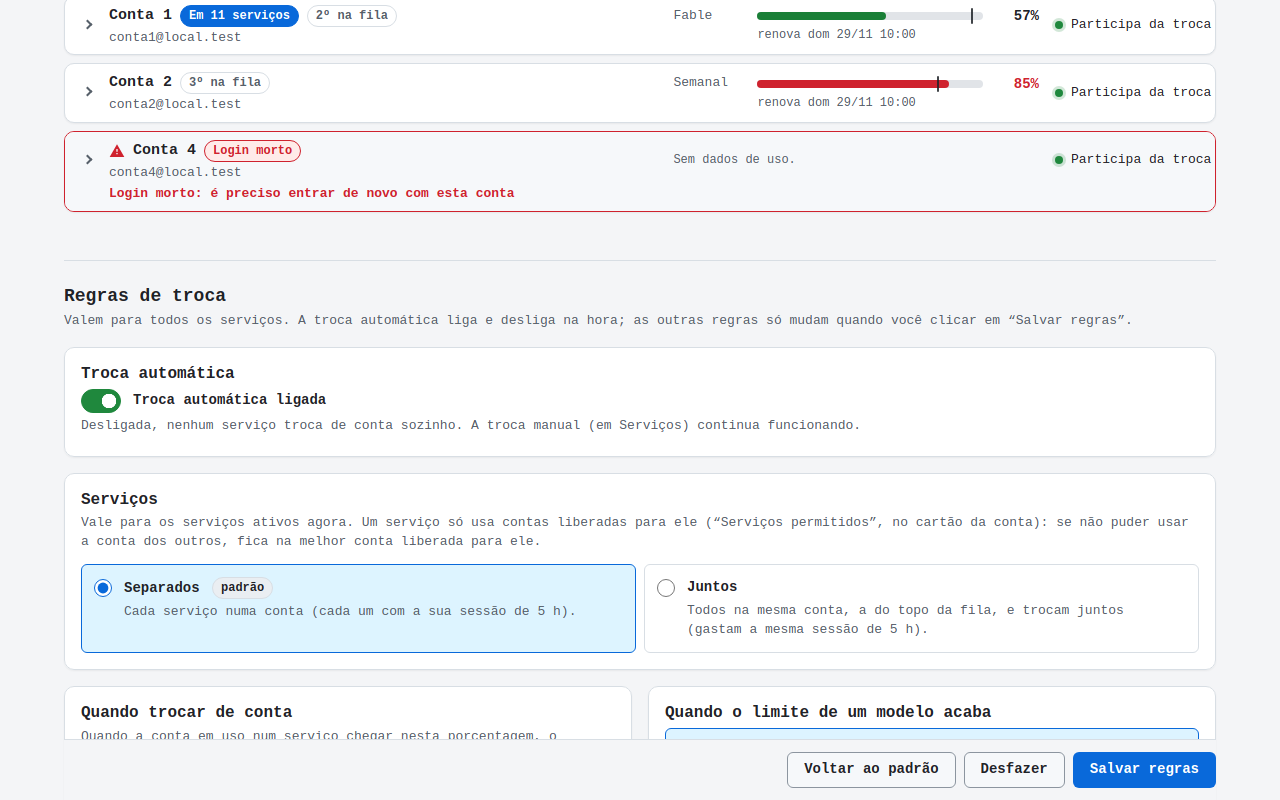 Conta 1 Em 11 serviços 2º na fila
conta1@local.test
Fable
57%
renova dom 29/11 10:00
Participa da troca
Conta 2 3º na fila
conta2@local.test
Semanal
85%
renova dom 29/11 10:00
Participa da troca
Conta 4 Login morto
conta4@local.test
Login morto: é preciso entrar de novo com esta conta
Sem dados de uso.
Participa da troca
Regras de troca
Valem para todos os serviços. A troca automática liga e desliga na hora; as outras regras só mudam quando você clicar em “Salvar regras”.
Troca automática
Troca automática ligada
Desligada, nenhum serviço troca de conta sozinho. A troca manual (em Serviços) continua funcionando.
Serviços
Vale para os serviços ativos agora. Um serviço só usa contas liberadas para ele (“Serviços permitidos”, no cartão da conta): se não puder usar
a conta dos outros, fica na melhor conta liberada para ele.
Separados padrão
Cada serviço numa conta (cada um com a sua sessão de 5 h).
Juntos
Todos na mesma conta, a do topo da fila, e trocam juntos
(gastam a mesma sessão de 5 h).
Quando trocar de conta
Quando a conta em uso num serviço chegar nesta porcentagem, o
Quando o limite de um modelo acaba
Voltar ao padrão
Desfazer
Salvar regras